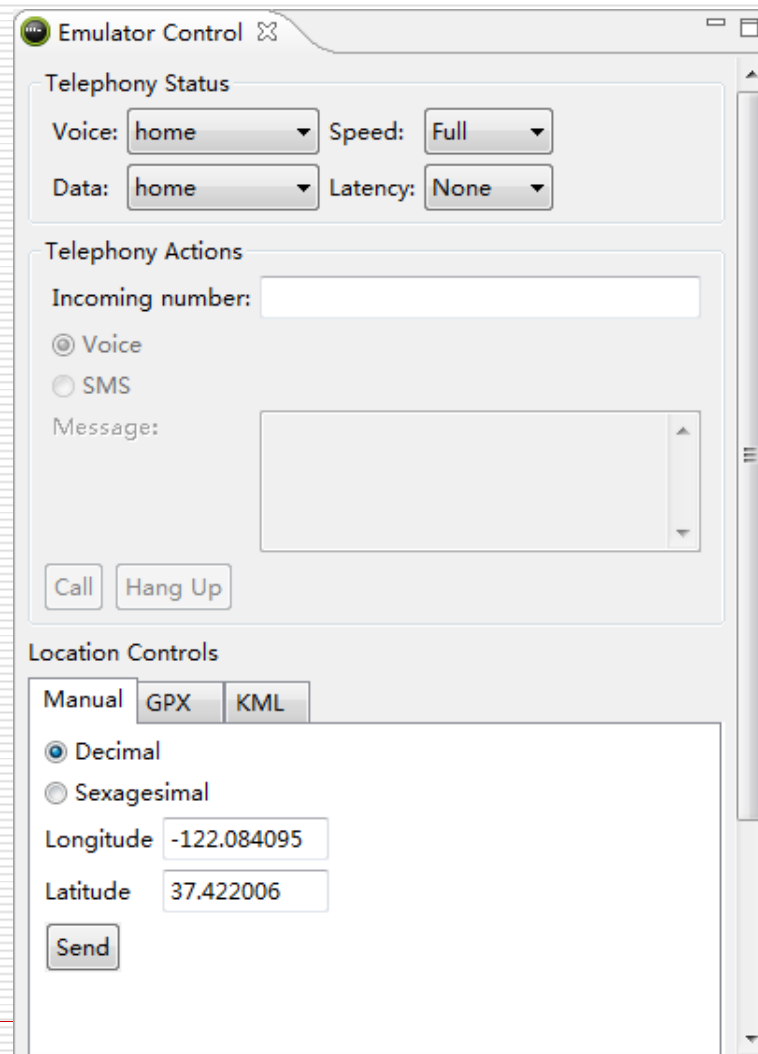 Emulator Control
Telephony Status
Voice: home Speed: Full
Data: home Latency: None
Telephony Actions
Incoming number:
Voice
SMS
Message:
Call Hang Up
Location Controls
Manual GPX KML
Decimal
Sexagesimal
Longitude -122.084095
Latitude 37.422006
Send